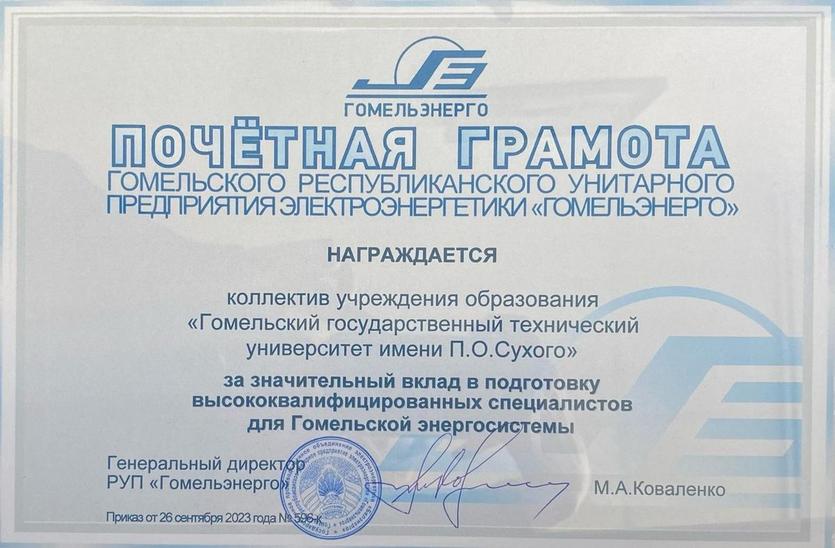 ГОМЕЛЬЭНЕРГО
ПОЧЁТНАЯ ГРАМОТА
ГОМЕЛЬСКОГО РЕСПУБЛИКАНСКОГО УНИТАРНОГО
ПРЕДПРИЯТИЯ ЭЛЕКТРОЭНЕРГЕТИКИ «ГОМЕЛЬЭНЕРГО»
НАГРАЖДАЕТСЯ
коллектив учреждения образования
«Гомельский государственный технический
университет имени П.О.Сухого»
за значительный вклад в подготовку
высококвалифицированных специалистов
для Гомельской энергосистемы
Генеральный директор
РУП «Гомельэнерго»
М.А.Коваленко
Приказ от 26 сентября 2023 года № 596-к